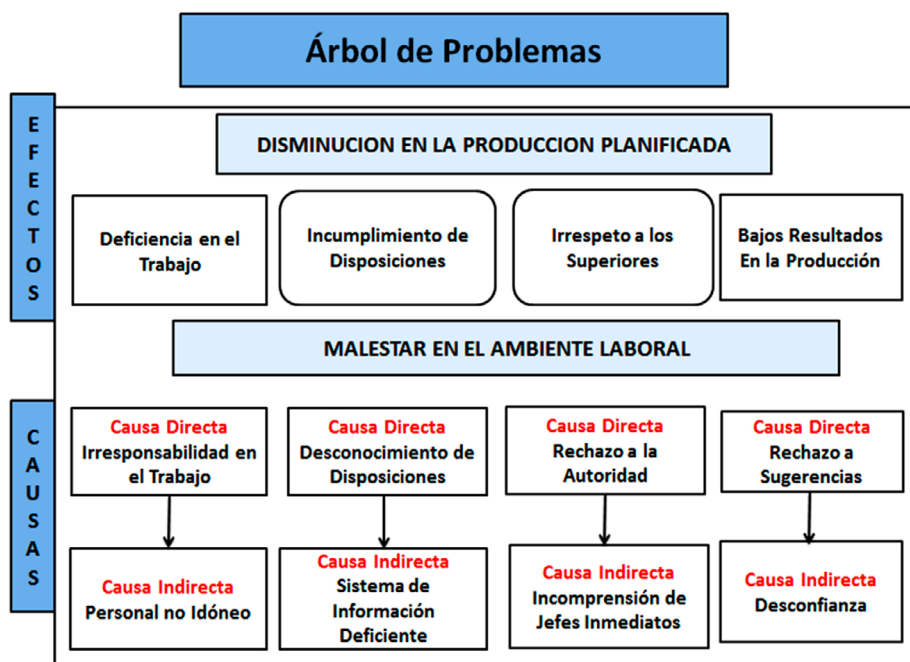 Árbol de Problemas
EFECTOS
DISMINUCION EN LA PRODUCCION PLANIFICADA
Deficiencia en el
Trabajo
Incumplimiento de
Disposiciones
Irrespeto a los
Superiores
Bajos Resultados
En la Producción
MALESTAR EN EL AMBIENTE LABORAL
CAUSAS
Causa Directa
Irresponsabilidad en
el Trabajo
Causa Directa
Desconocimiento de
Disposiciones
Causa Directa
Rechazo a la
Autoridad
Causa Directa
Rechazo a
Sugerencias
Causa Indirecta
Personal no Idóneo
Causa Indirecta
Sistema de
Información
Deficiente
Causa Indirecta
Incomprensión de
Jefes Inmediatos
Causa Indirecta
Desconfianza